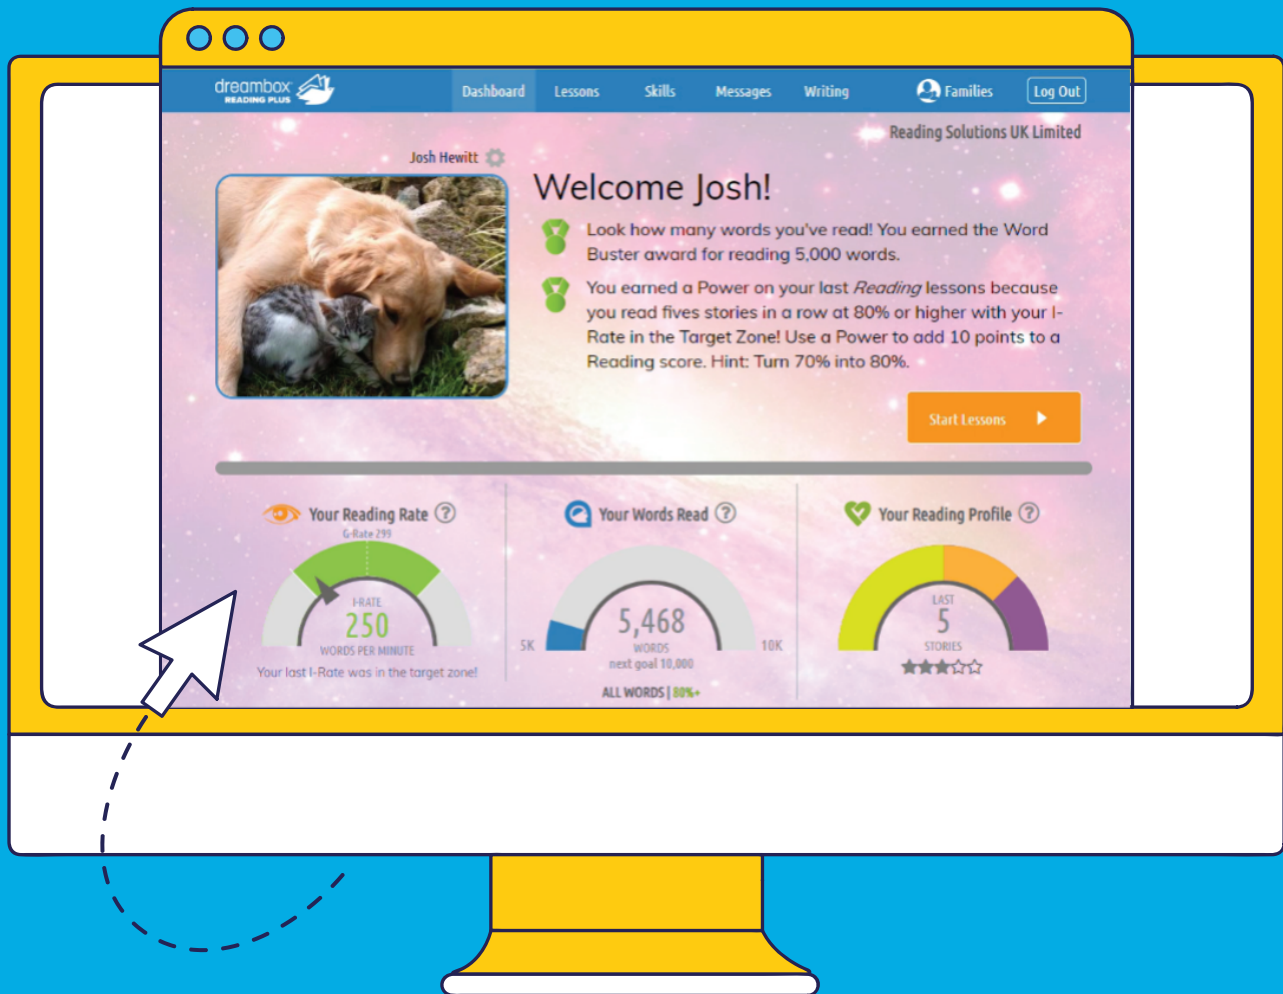 dreambox
READING PLUS
Dashboard
Lessons
Skills
Messages
Writing
Families
Log Out
Reading Solutions UK Limited
Josh Hewitt
Welcome Josh!
Look how many words you've read! You earned the Word
Buster award for reading 5,000 words.
You earned a Power on your last Reading lessons because
you read fives stories in a row at 80% or higher with your I-
Rate in the Target Zone! Use a Power to add 10 points to a
Reading score. Hint: Turn 70% into 80%.
Start Lessons
Your Reading Rate ?
G-Rate 299
I-RATE
250
WORDS PER MINUTE
Your last I-Rate was in the target zone!
Your Words Read ?
5K
5,468
WORDS
next goal 10,000
10K
ALL WORDS | 80%+
Your Reading Profile ?
LAST
5
STORIES